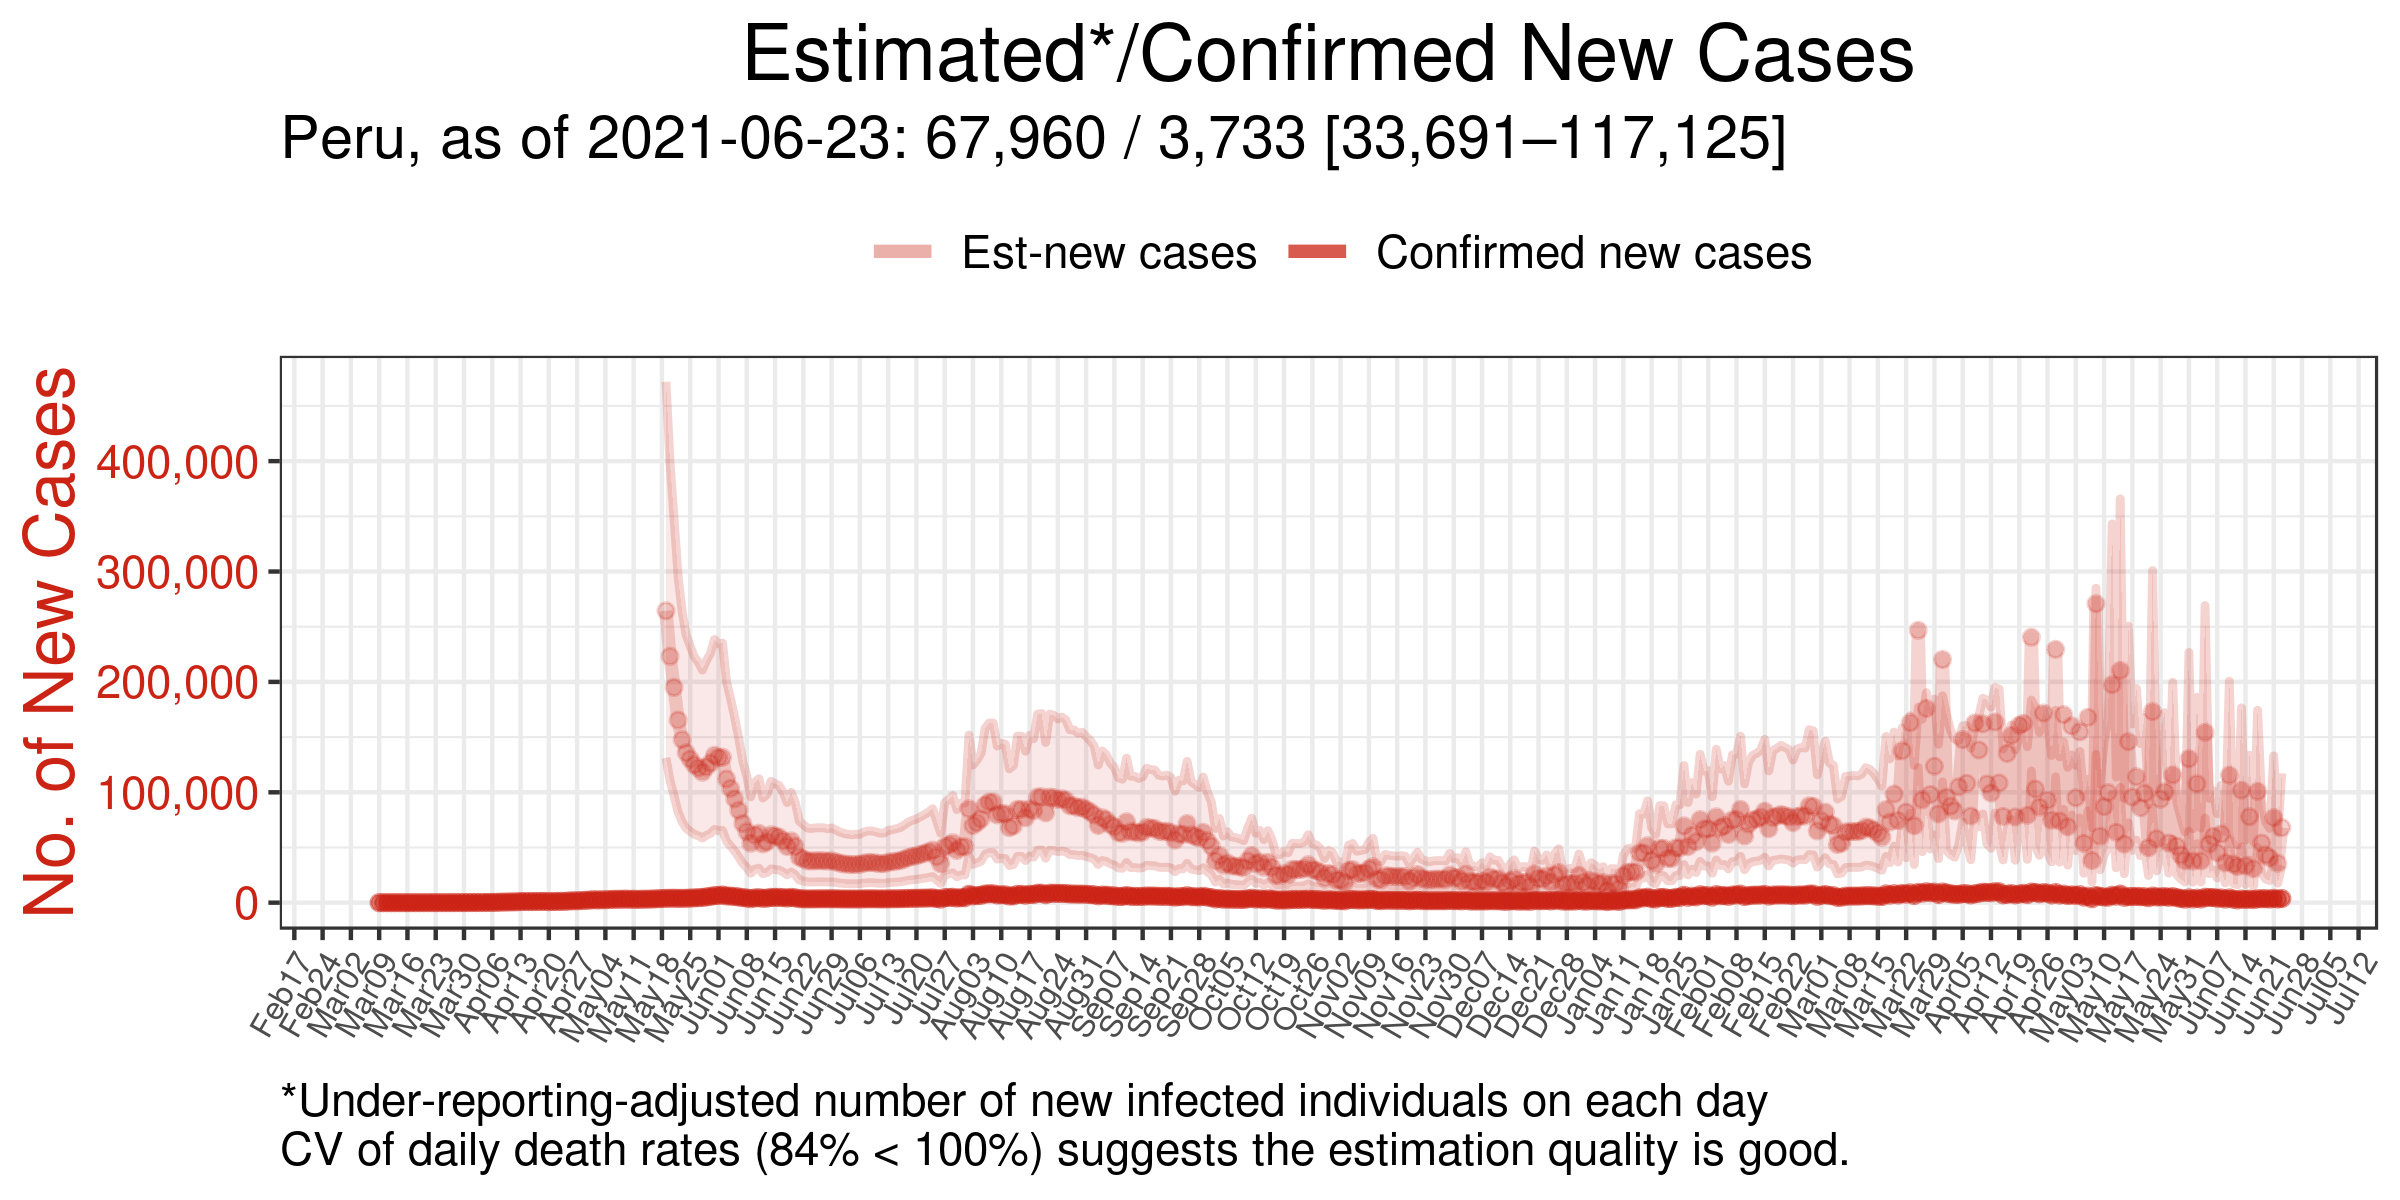 Estimated*/Confirmed New Cases
Peru, as of 2021-06-23: 67,960 / 3,733 [33,691–117,125]
Est-new cases
Confirmed new cases
No. of New Cases
400,000
300,000
200,000
100,000
0
Feb17
Feb24
Mar02
Mar09
Mar16
Mar23
Mar30
Apr06
Apr13
Apr20
Apr27
May04
May11
May18
May25
Jun01
Jun08
Jun15
Jun22
Jun29
Jul06
Jul13
Jul20
Jul27
Aug03
Aug10
Aug17
Aug24
Aug31
Sep07
Sep14
Sep21
Sep28
Oct05
Oct12
Oct19
Oct26
Nov02
Nov09
Nov16
Nov23
Nov30
Dec07
Dec14
Dec21
Dec28
Jan04
Jan11
Jan18
Jan25
Feb01
Feb08
Feb15
Feb22
Mar01
Mar08
Mar15
Mar22
Mar29
Apr05
Apr12
Apr19
Apr26
May03
May10
May17
May24
May31
Jun07
Jun14
Jun21
Jun28
Jul05
Jul12
*Under-reporting-adjusted number of new infected individuals on each day
CV of daily death rates (84% < 100%) suggests the estimation quality is good.